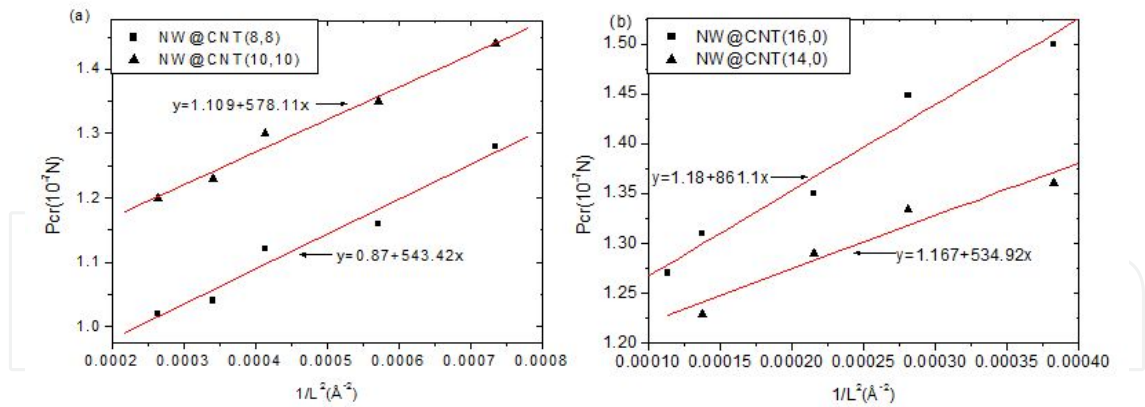 (a)
NW@CNT(8,8)
NW@CNT(10,10)
y=1.109+578.11x
y=0.87+543.42x
Pcr(10⁻⁷N)
1.4
1.3
1.2
1.1
1.0
0.0002 0.0003 0.0004 0.0005 0.0006 0.0007 0.0008
1/L²(Å⁻²)
(b)
NW@CNT(16,0)
NW@CNT(14,0)
y=1.18+861.1x
y=1.167+534.92x
Pcr(10⁻⁷N)
1.50
1.45
1.40
1.35
1.30
1.25
1.20
0.00010 0.00015 0.00020 0.00025 0.00030 0.00035 0.00040
1/L²(Å⁻²)